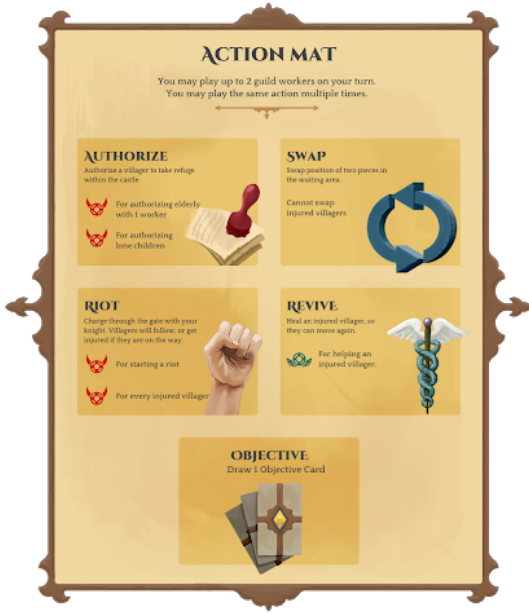 ACTION MAT
You may play up to 2 guild workers on your turn.
You may play the same action multiple times.
AUTHORIZE
Authorize a villager to take refuge
within the castle.
For authorizing elderly
with 1 worker
For authorizing
lone children
SWAP
Swap position of two pieces in
the waiting area.
Cannot swap
injured villagers
RIOT
Charge through the gate with your
knight. Villagers will follow, or get
injured if they are on the way.
For starting a riot
For every injured villager
REVIVE
Heal an injured villager, so
they can move again.
For helping an
injured villager.
OBJECTIVE
Draw 1 Objective Card